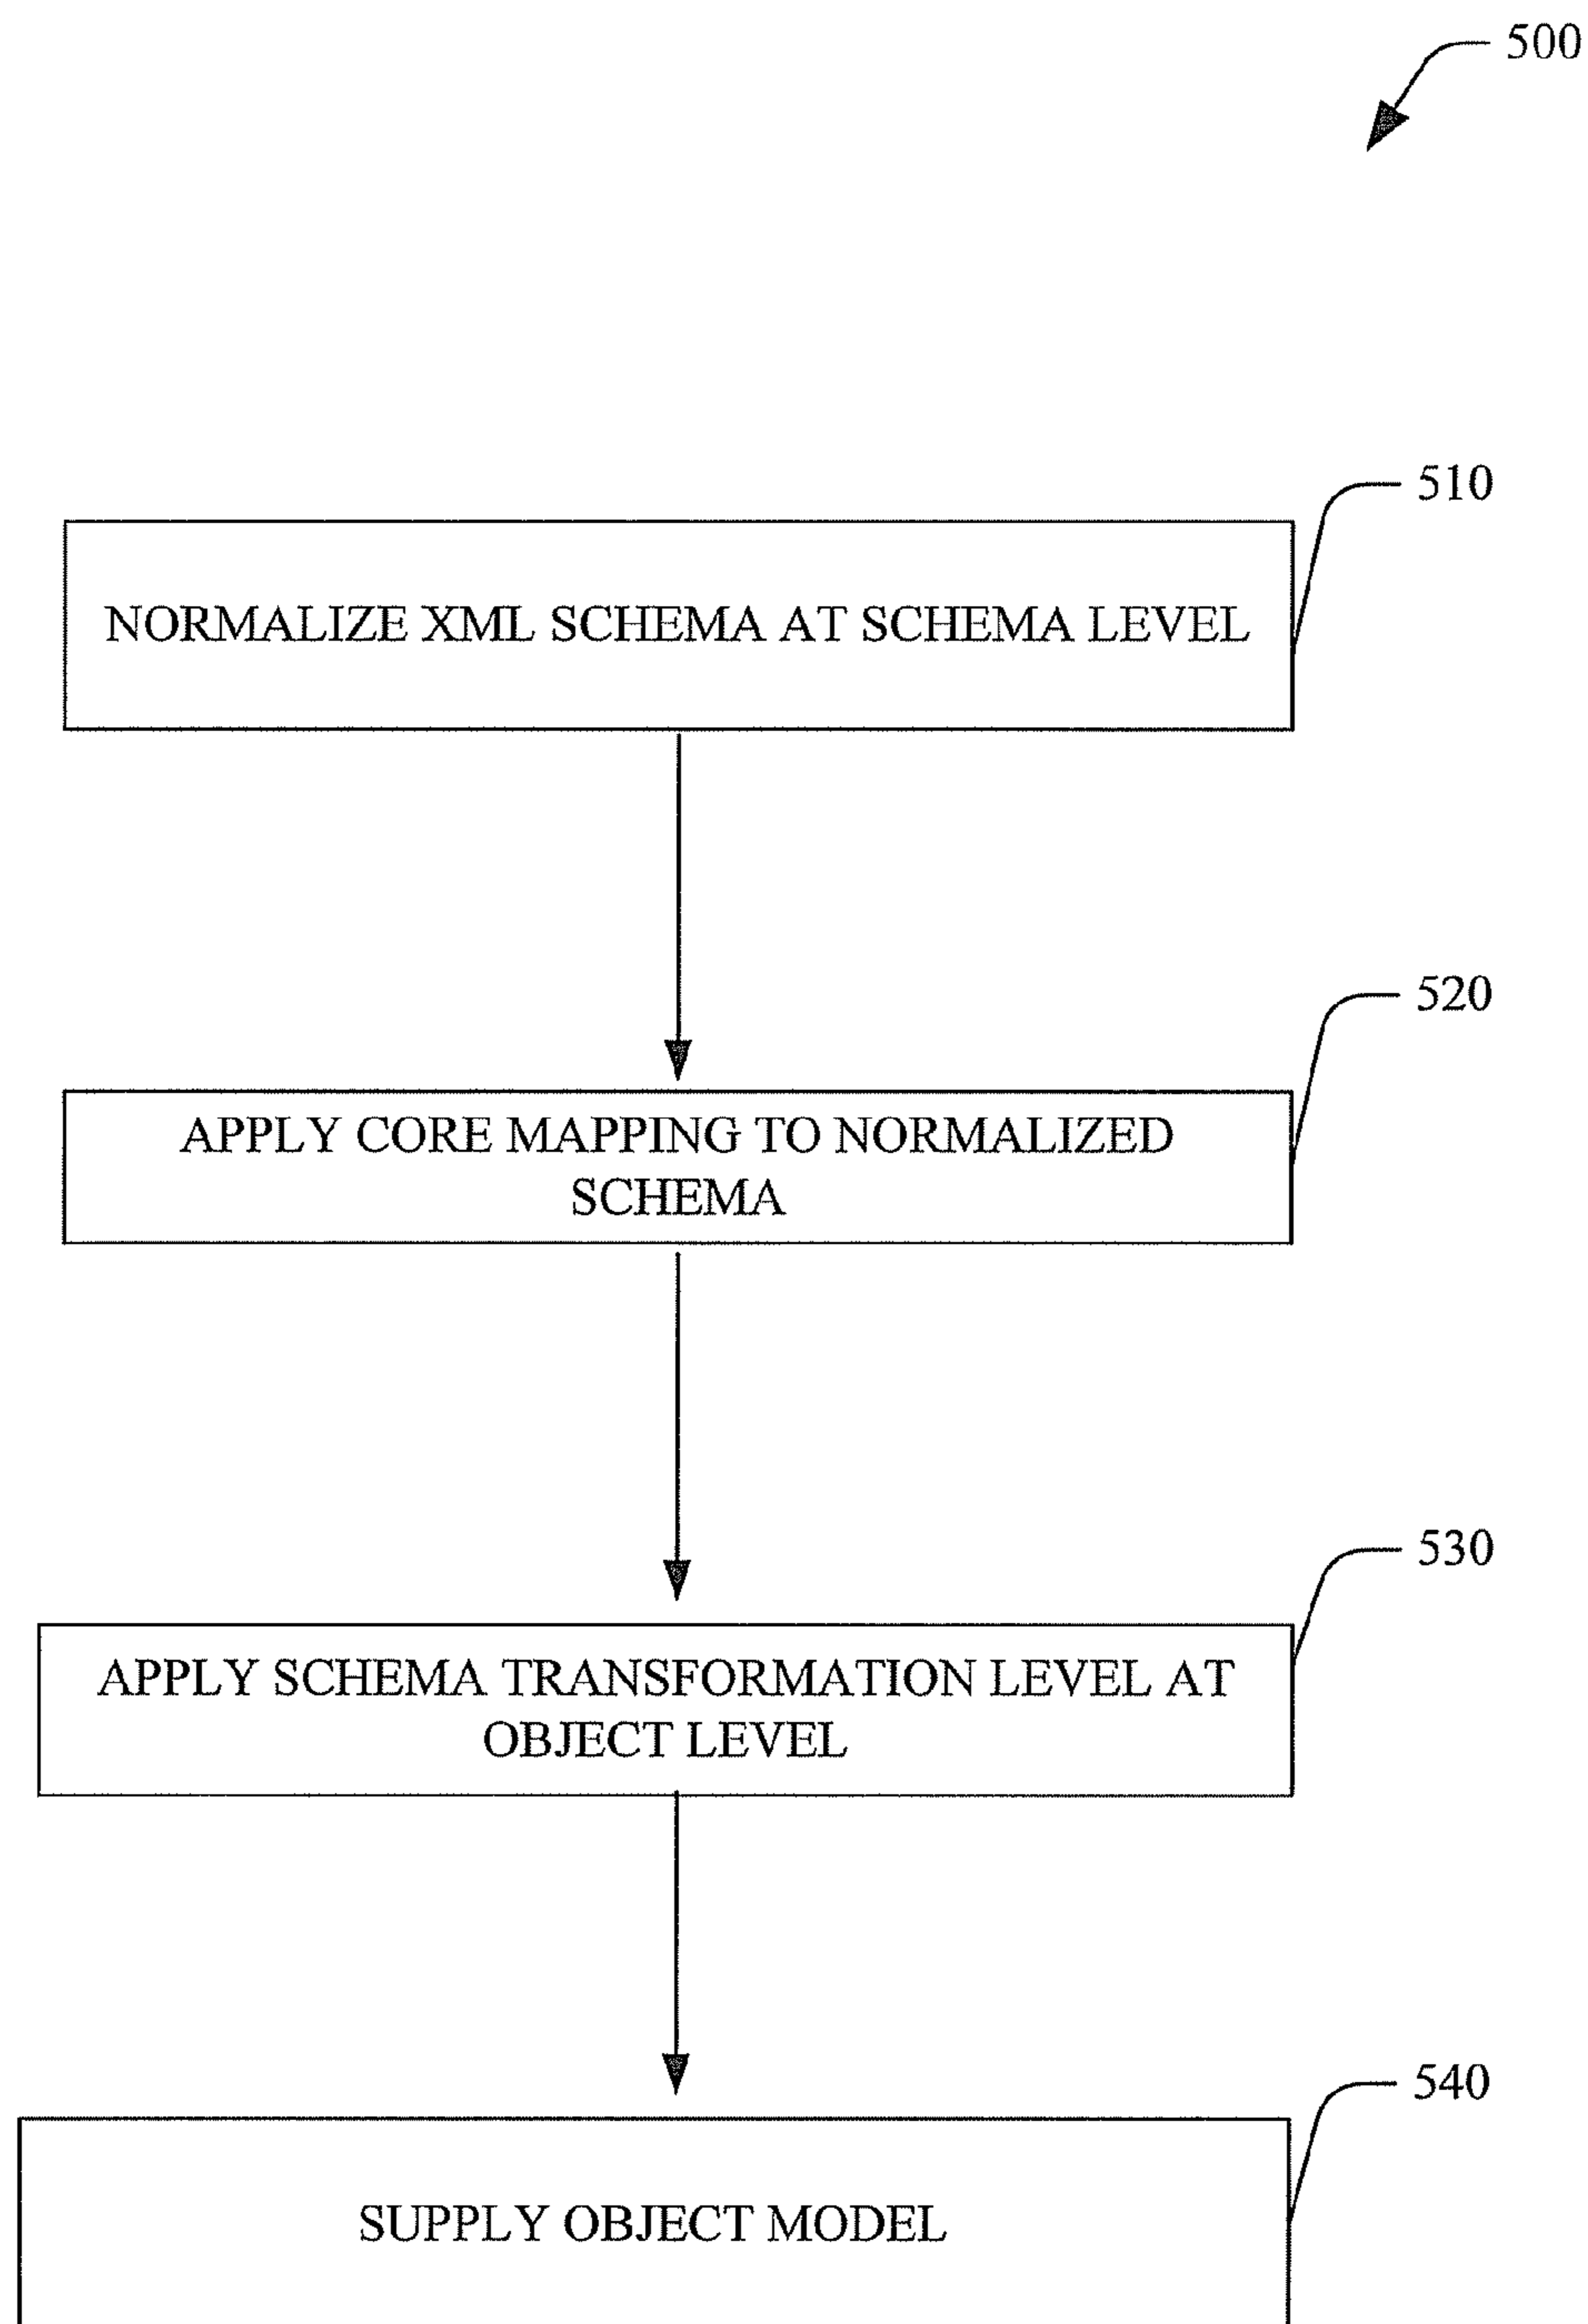 500
510
NORMALIZE XML SCHEMA AT SCHEMA LEVEL
520
APPLY CORE MAPPING TO NORMALIZED
SCHEMA
530
APPLY SCHEMA TRANSFORMATION LEVEL AT
OBJECT LEVEL
540
SUPPLY OBJECT MODEL